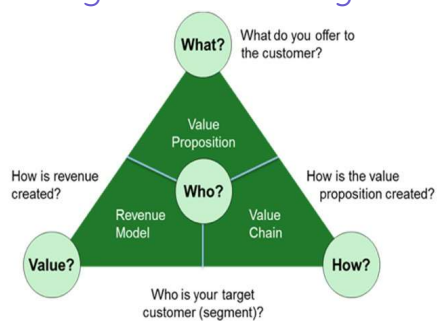 What?
What do you offer to
the customer?
Value
Proposition
How is revenue
created?
Who?
How is the value
proposition created?
Revenue
Model
Value
Chain
Value?
How?
Who is your target
customer (segment)?